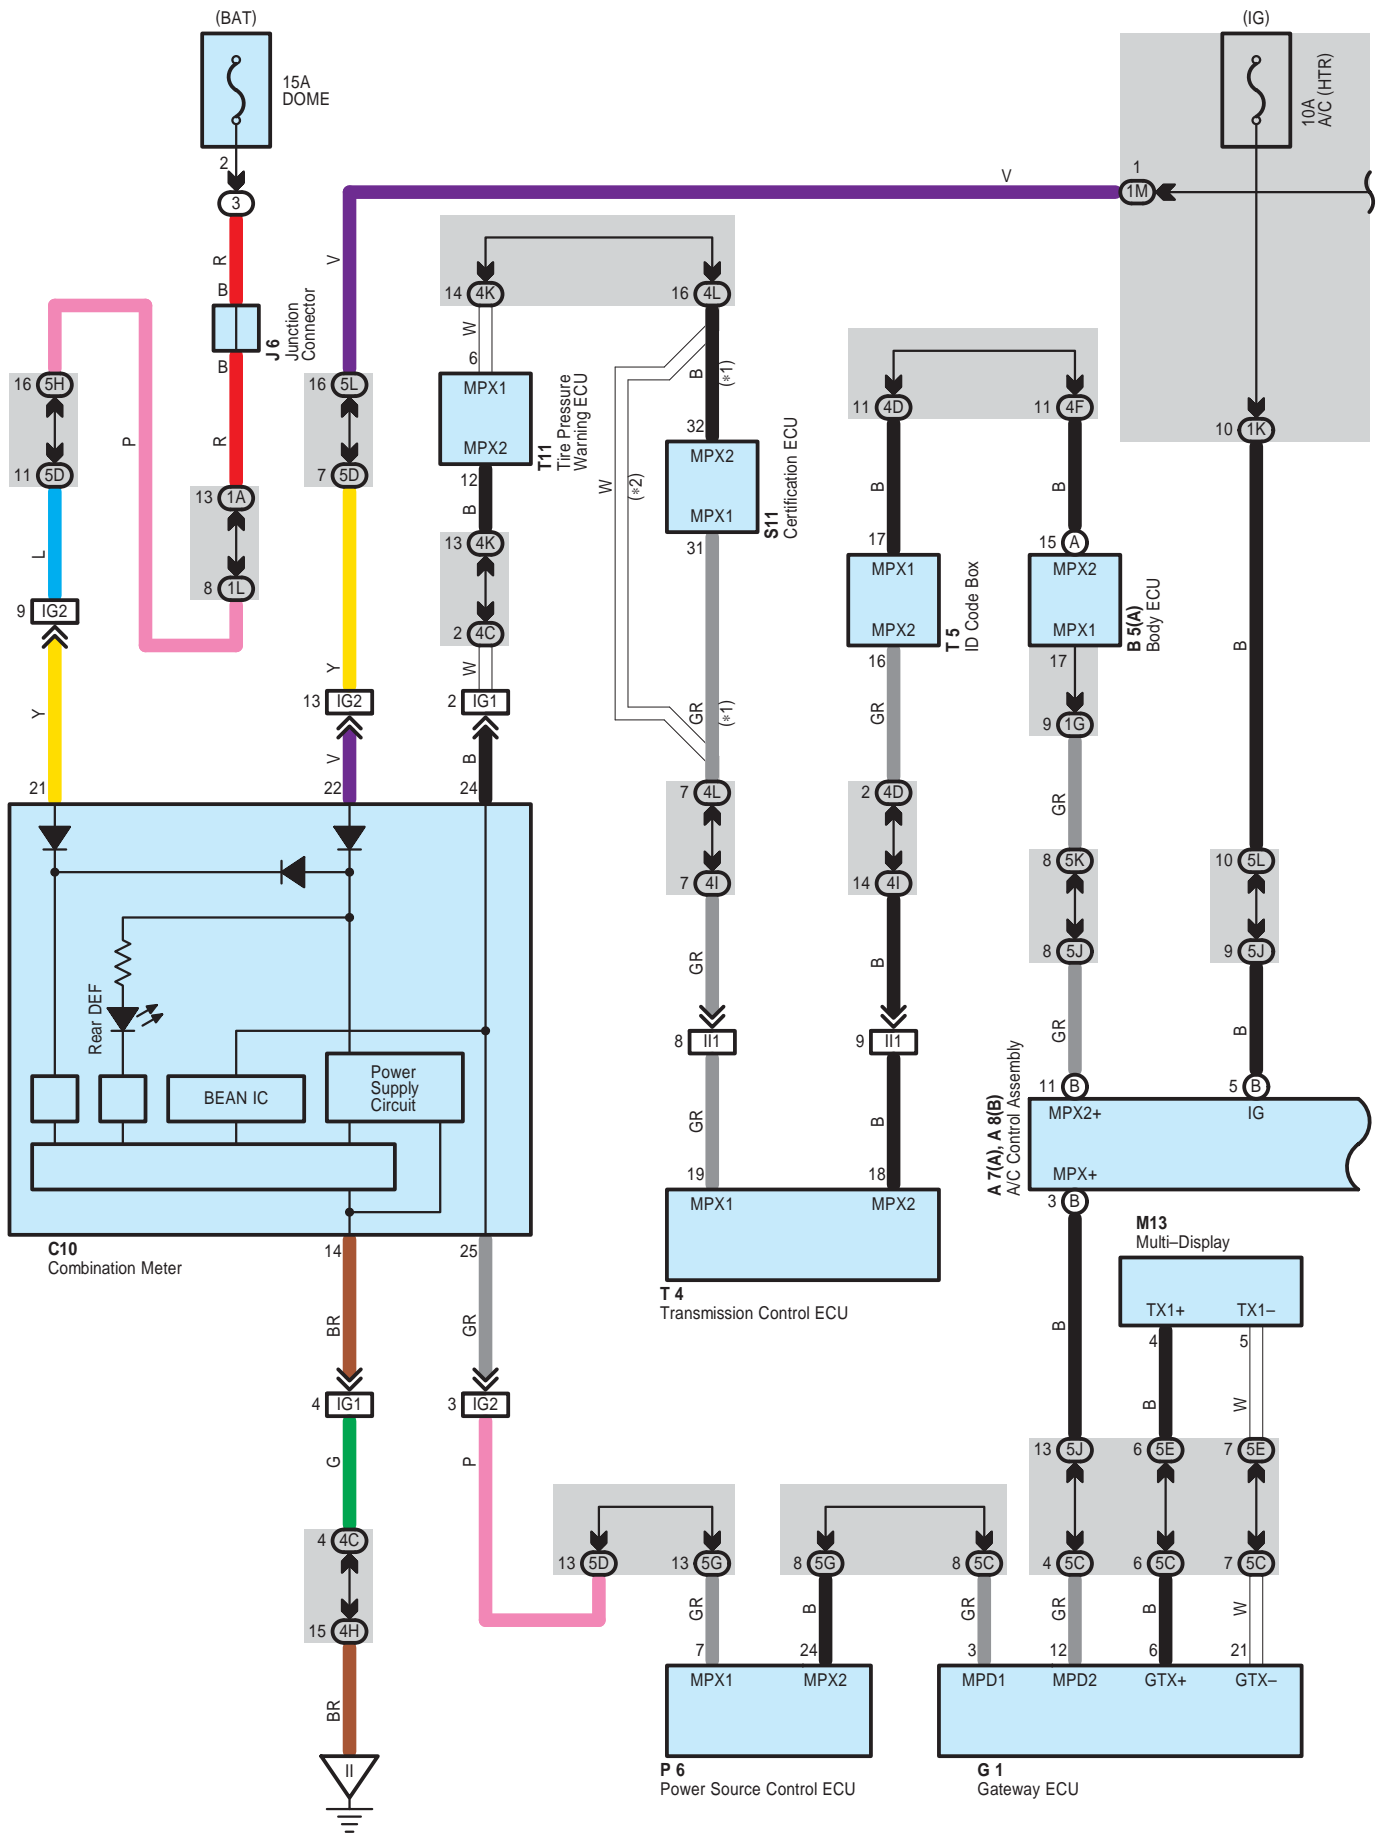 (BAT)
(IG)
15A
DOME
10A
A/C (HTR)
2
3
1
1M
V
R
V
B
J 6
Junction
Connector
B
14 4K
16 4L
W
6
MPX1
MPX2
T11
Tire Pressure
Warning ECU
B
(*1)
11 4D
11 4F
10 1K
16 5H
16 5L
11 5D
7 5D
P
R
13 1A
8 1L
12
B
13 4K
2 4C
W
32
MPX2
MPX1
S11
Certification ECU
31
W
(*2)
B
17
MPX1
MPX2
T 5
ID Code Box
16
B
15 A
MPX2
MPX1
B 5(A)
Body ECU
17
9 1G
B
L
9 IG2
Y
Y
13 IG2
V
2 IG1
B
GR
(*1)
GR
GR
21
22
24
7 4L
7 4I
2 4D
14 4I
8 5K
8 5J
10 5L
9 5J
Rear DEF
BEAN IC
Power
Supply
Circuit
GR
B
GR
B
8 II1
9 II1
GR
B
11 B
5 B
MPX2+
IG
MPX+
A 7(A), A 8(B)
A/C Control Assembly
3 B
19
18
MPX1
MPX2
T 4
Transmission Control ECU
C10
Combination Meter
14
25
M13
Multi–Display
TX1+
TX1–
4
5
BR
GR
B
B
W
4 IG1
3 IG2
G
P
13 5J
6 5E
7 5E
4 4C
15 4H
13 5D
13 5G
8 5G
8 5C
4 5C
6 5C
7 5C
GR
B
GR
GR
B
W
7
24
3
12
6
21
MPX1
MPX2
MPD1
MPD2
GTX+
GTX–
BR
II
P 6
Power Source Control ECU
G 1
Gateway ECU